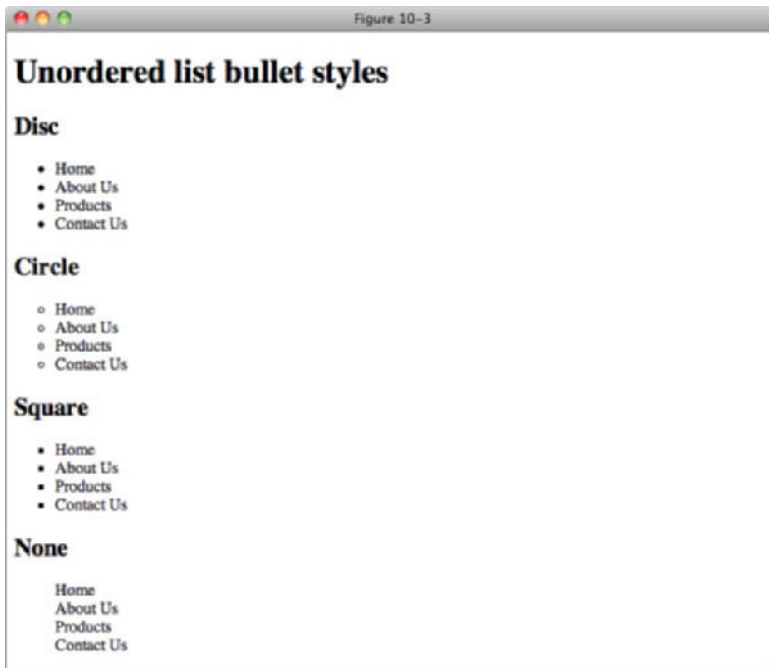 Figure 10-3
Unordered list bullet styles
Disc
• Home
• About Us
• Products
• Contact Us
Circle
◦ Home
◦ About Us
◦ Products
◦ Contact Us
Square
▪ Home
▪ About Us
▪ Products
▪ Contact Us
None
Home
About Us
Products
Contact Us